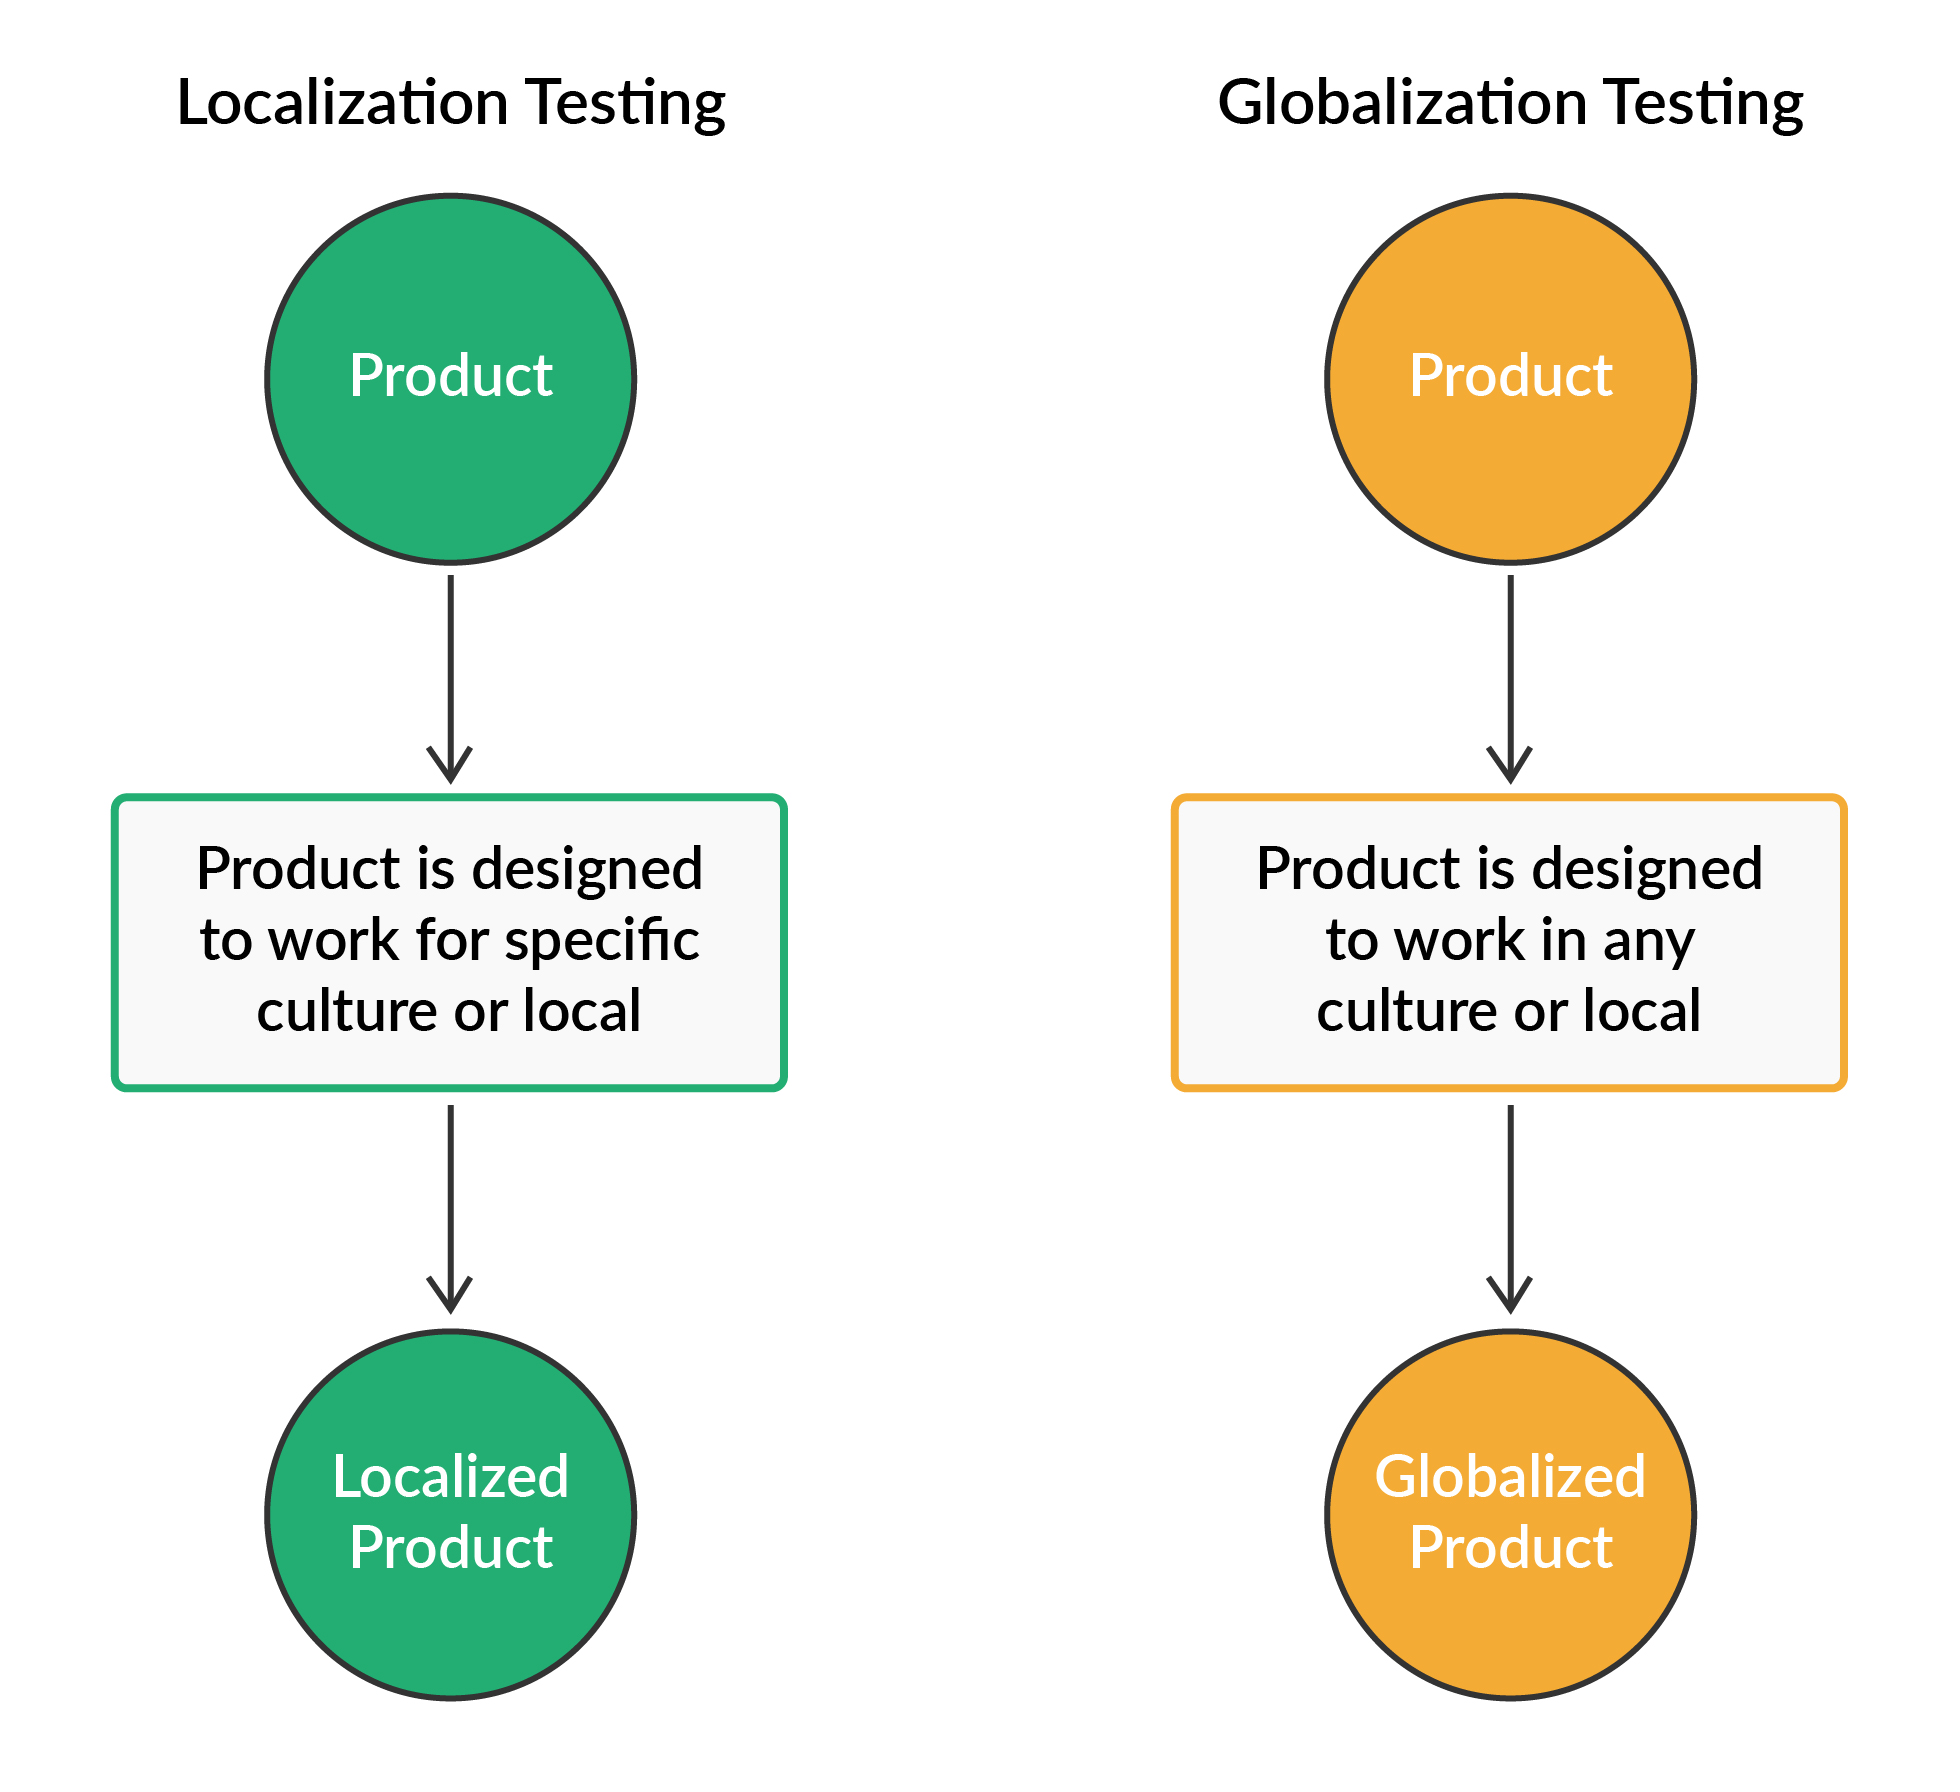 Localization Testing
Globalization Testing
Product
Product
Product is designed
to work for specific
culture or local
Product is designed
to work in any
culture or local
Localized
Product
Globalized
Product